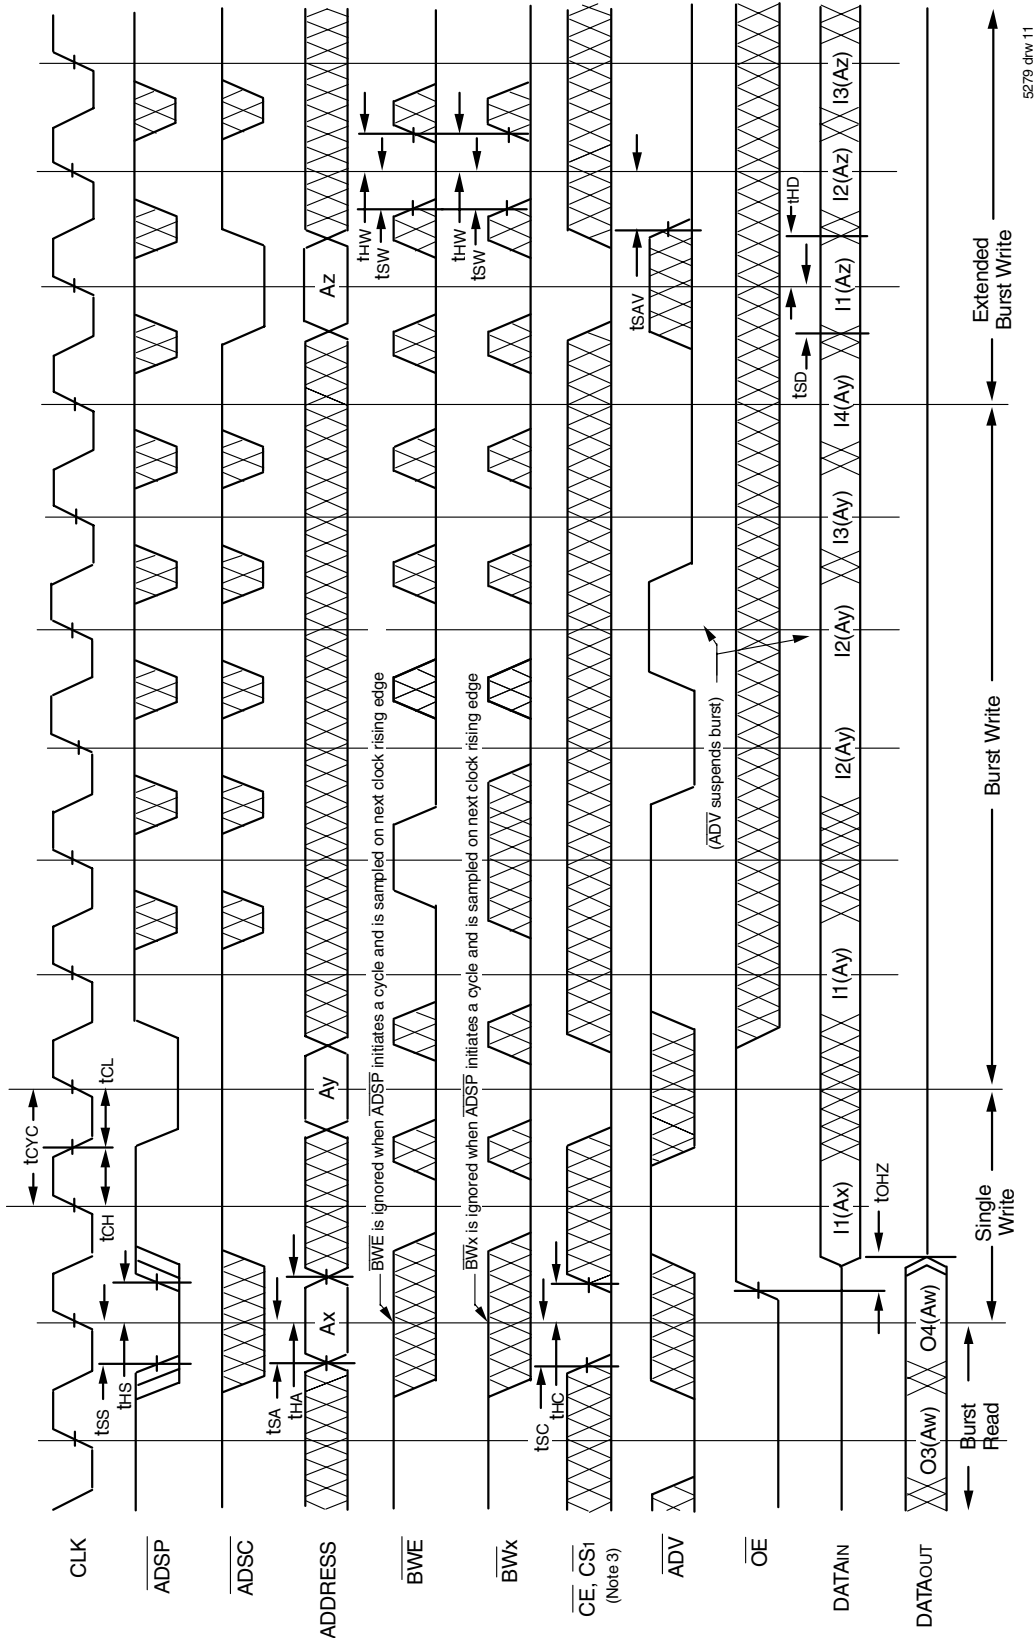 tCYC
tCH
tCL
CLK
tSS
tHS
ADSP
ADSC
tSA
tHA
ADDRESS
Ax
Ay
Az
BWE is ignored when ADSP initiates a cycle and is sampled on next clock rising edge
tHW
tSW
BWE
BWx is ignored when ADSP initiates a cycle and is sampled on next clock rising edge
tHW
tSW
BWx
tSC
tHC
CE, CS1
(Note 3)
tSAV
ADV
(ADV suspends burst)
OE
tSD
tHD
DATAIN
I1(Ax)
I1(Ay)
I2(Ay)
I2(Ay)
I3(Ay)
I4(Ay)
I1(Az)
I2(Az)
I3(Az)
tOHZ
DATAOUT
O3(Aw)
O4(Aw)
Burst
Read
Single
Write
Burst Write
Extended
Burst Write
5279 drw 11